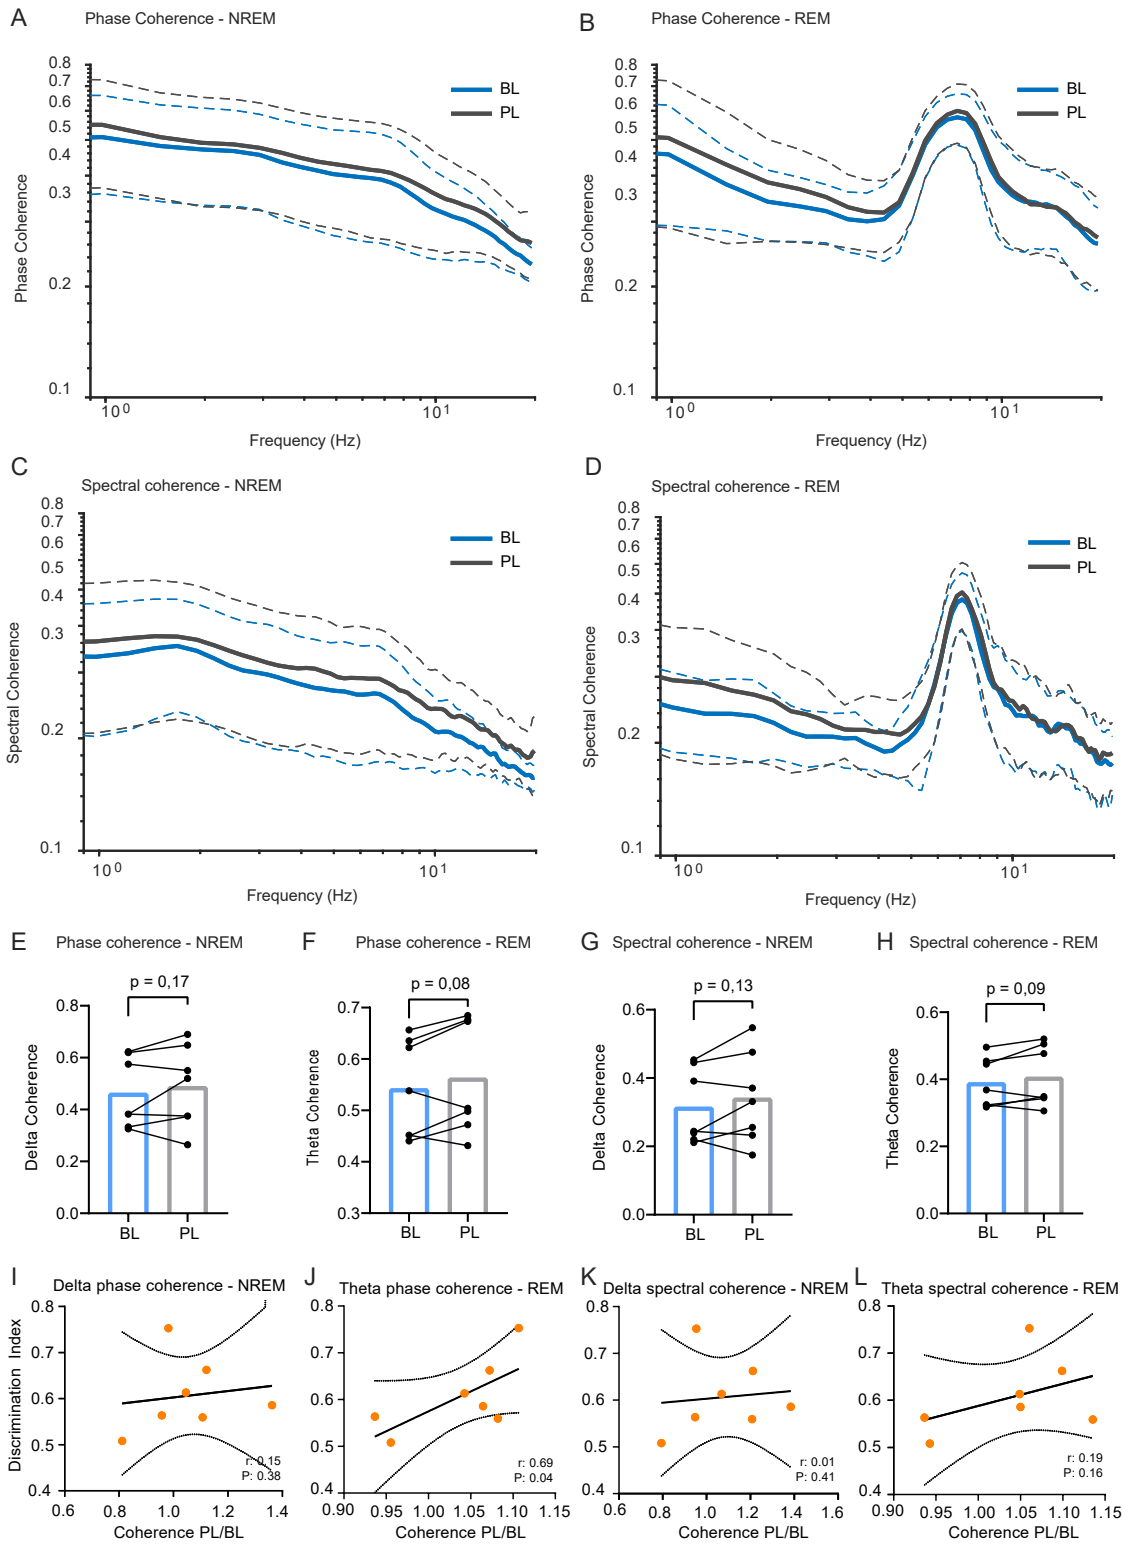 A
Phase Coherence - NREM
0.8
0.7
0.6
0.5
0.4
0.3
0.2
0.1
Phase Coherence
BL
PL
10^0
10^1
Frequency (Hz)
B
Phase Coherence - REM
0.8
0.7
0.6
0.5
0.4
0.3
0.2
0.1
Phase Coherence
BL
PL
10^0
10^1
Frequency (Hz)
C
Spectral coherence - NREM
0.8
0.7
0.6
0.5
0.4
0.3
0.2
0.1
Spectral Coherence
BL
PL
10^0
10^1
Frequency (Hz)
D
Spectral coherence - REM
0.8
0.7
0.6
0.5
0.4
0.3
0.2
0.1
Spectral Coherence
BL
PL
10^0
10^1
Frequency (Hz)
E
Phase coherence - NREM
p = 0,17
0.8
0.6
0.4
0.2
0.0
Delta Coherence
BL
PL
F
Phase coherence - REM
p = 0,08
0.7
0.6
0.5
0.4
0.3
Theta Coherence
BL
PL
G
Spectral coherence - NREM
p = 0,13
0.6
0.4
0.2
0.0
Delta Coherence
BL
PL
H
Spectral coherence - REM
p = 0,09
0.6
0.4
0.2
0.0
Theta Coherence
BL
PL
I
Delta phase coherence - NREM
0.8
0.7
0.6
0.5
0.4
Discrimination Index
r: 0.15
P: 0.38
0.6
0.8
1.0
1.2
1.4
Coherence PL/BL
J
Theta phase coherence - REM
0.8
0.7
0.6
0.5
0.4
r: 0.69
P: 0.04
0.90
0.95
1.00
1.05
1.10
1.15
Coherence PL/BL
K
Delta spectral coherence - NREM
0.8
0.7
0.6
0.5
0.4
r: 0.01
P: 0.41
0.6
0.8
1.0
1.2
1.4
1.6
Coherence PL/BL
L
Theta spectral coherence - REM
0.8
0.7
0.6
0.5
0.4
r: 0.19
P: 0.16
0.90
0.95
1.00
1.05
1.10
1.15
Coherence PL/BL